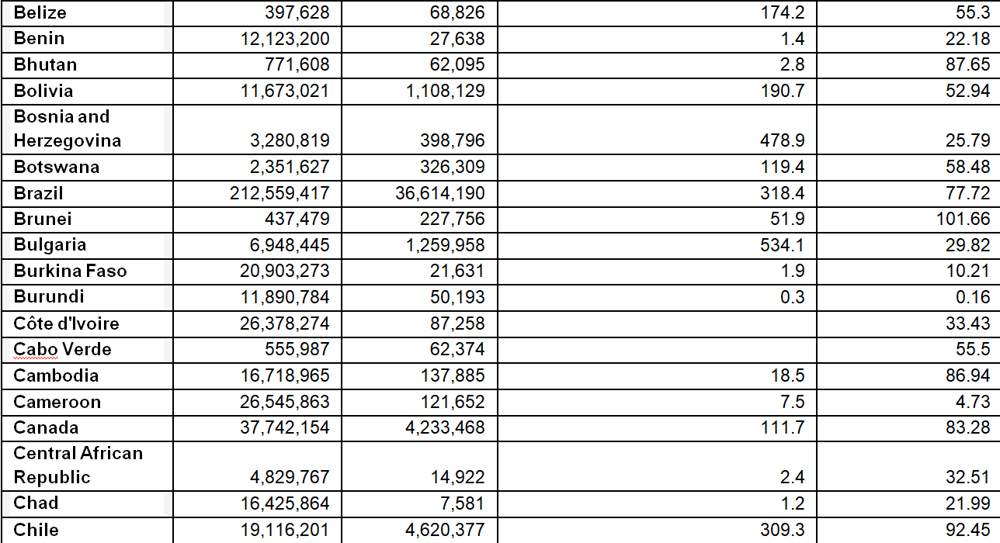 Belize 397,628 68,826 174.2 55.3
Benin 12,123,200 27,638 1.4 22.18
Bhutan 771,608 62,095 2.8 87.65
Bolivia 11,673,021 1,108,129 190.7 52.94
Bosnia and
Herzegovina 3,280,819 398,796 478.9 25.79
Botswana 2,351,627 326,309 119.4 58.48
Brazil 212,559,417 36,614,190 318.4 77.72
Brunei 437,479 227,756 51.9 101.66
Bulgaria 6,948,445 1,259,958 534.1 29.82
Burkina Faso 20,903,273 21,631 1.9 10.21
Burundi 11,890,784 50,193 0.3 0.16
Côte d'Ivoire 26,378,274 87,258 33.43
Cabo Verde 555,987 62,374 55.5
Cambodia 16,718,965 137,885 18.5 86.94
Cameroon 26,545,863 121,652 7.5 4.73
Canada 37,742,154 4,233,468 111.7 83.28
Central African
Republic 4,829,767 14,922 2.4 32.51
Chad 16,425,864 7,581 1.2 21.99
Chile 19,116,201 4,620,377 309.3 92.45